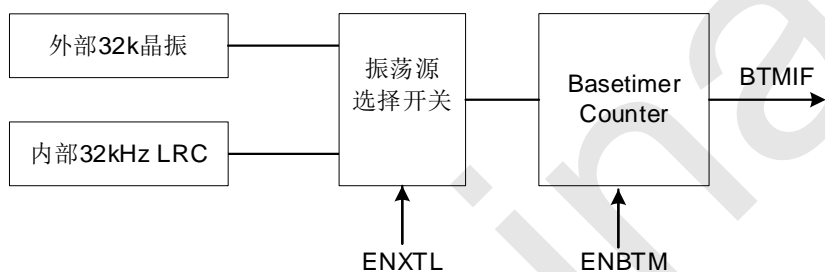 外部32k晶振
内部32kHz LRC
振荡源
选择开关
Basetimer
Counter
BTMIF
ENXTL
ENBTM